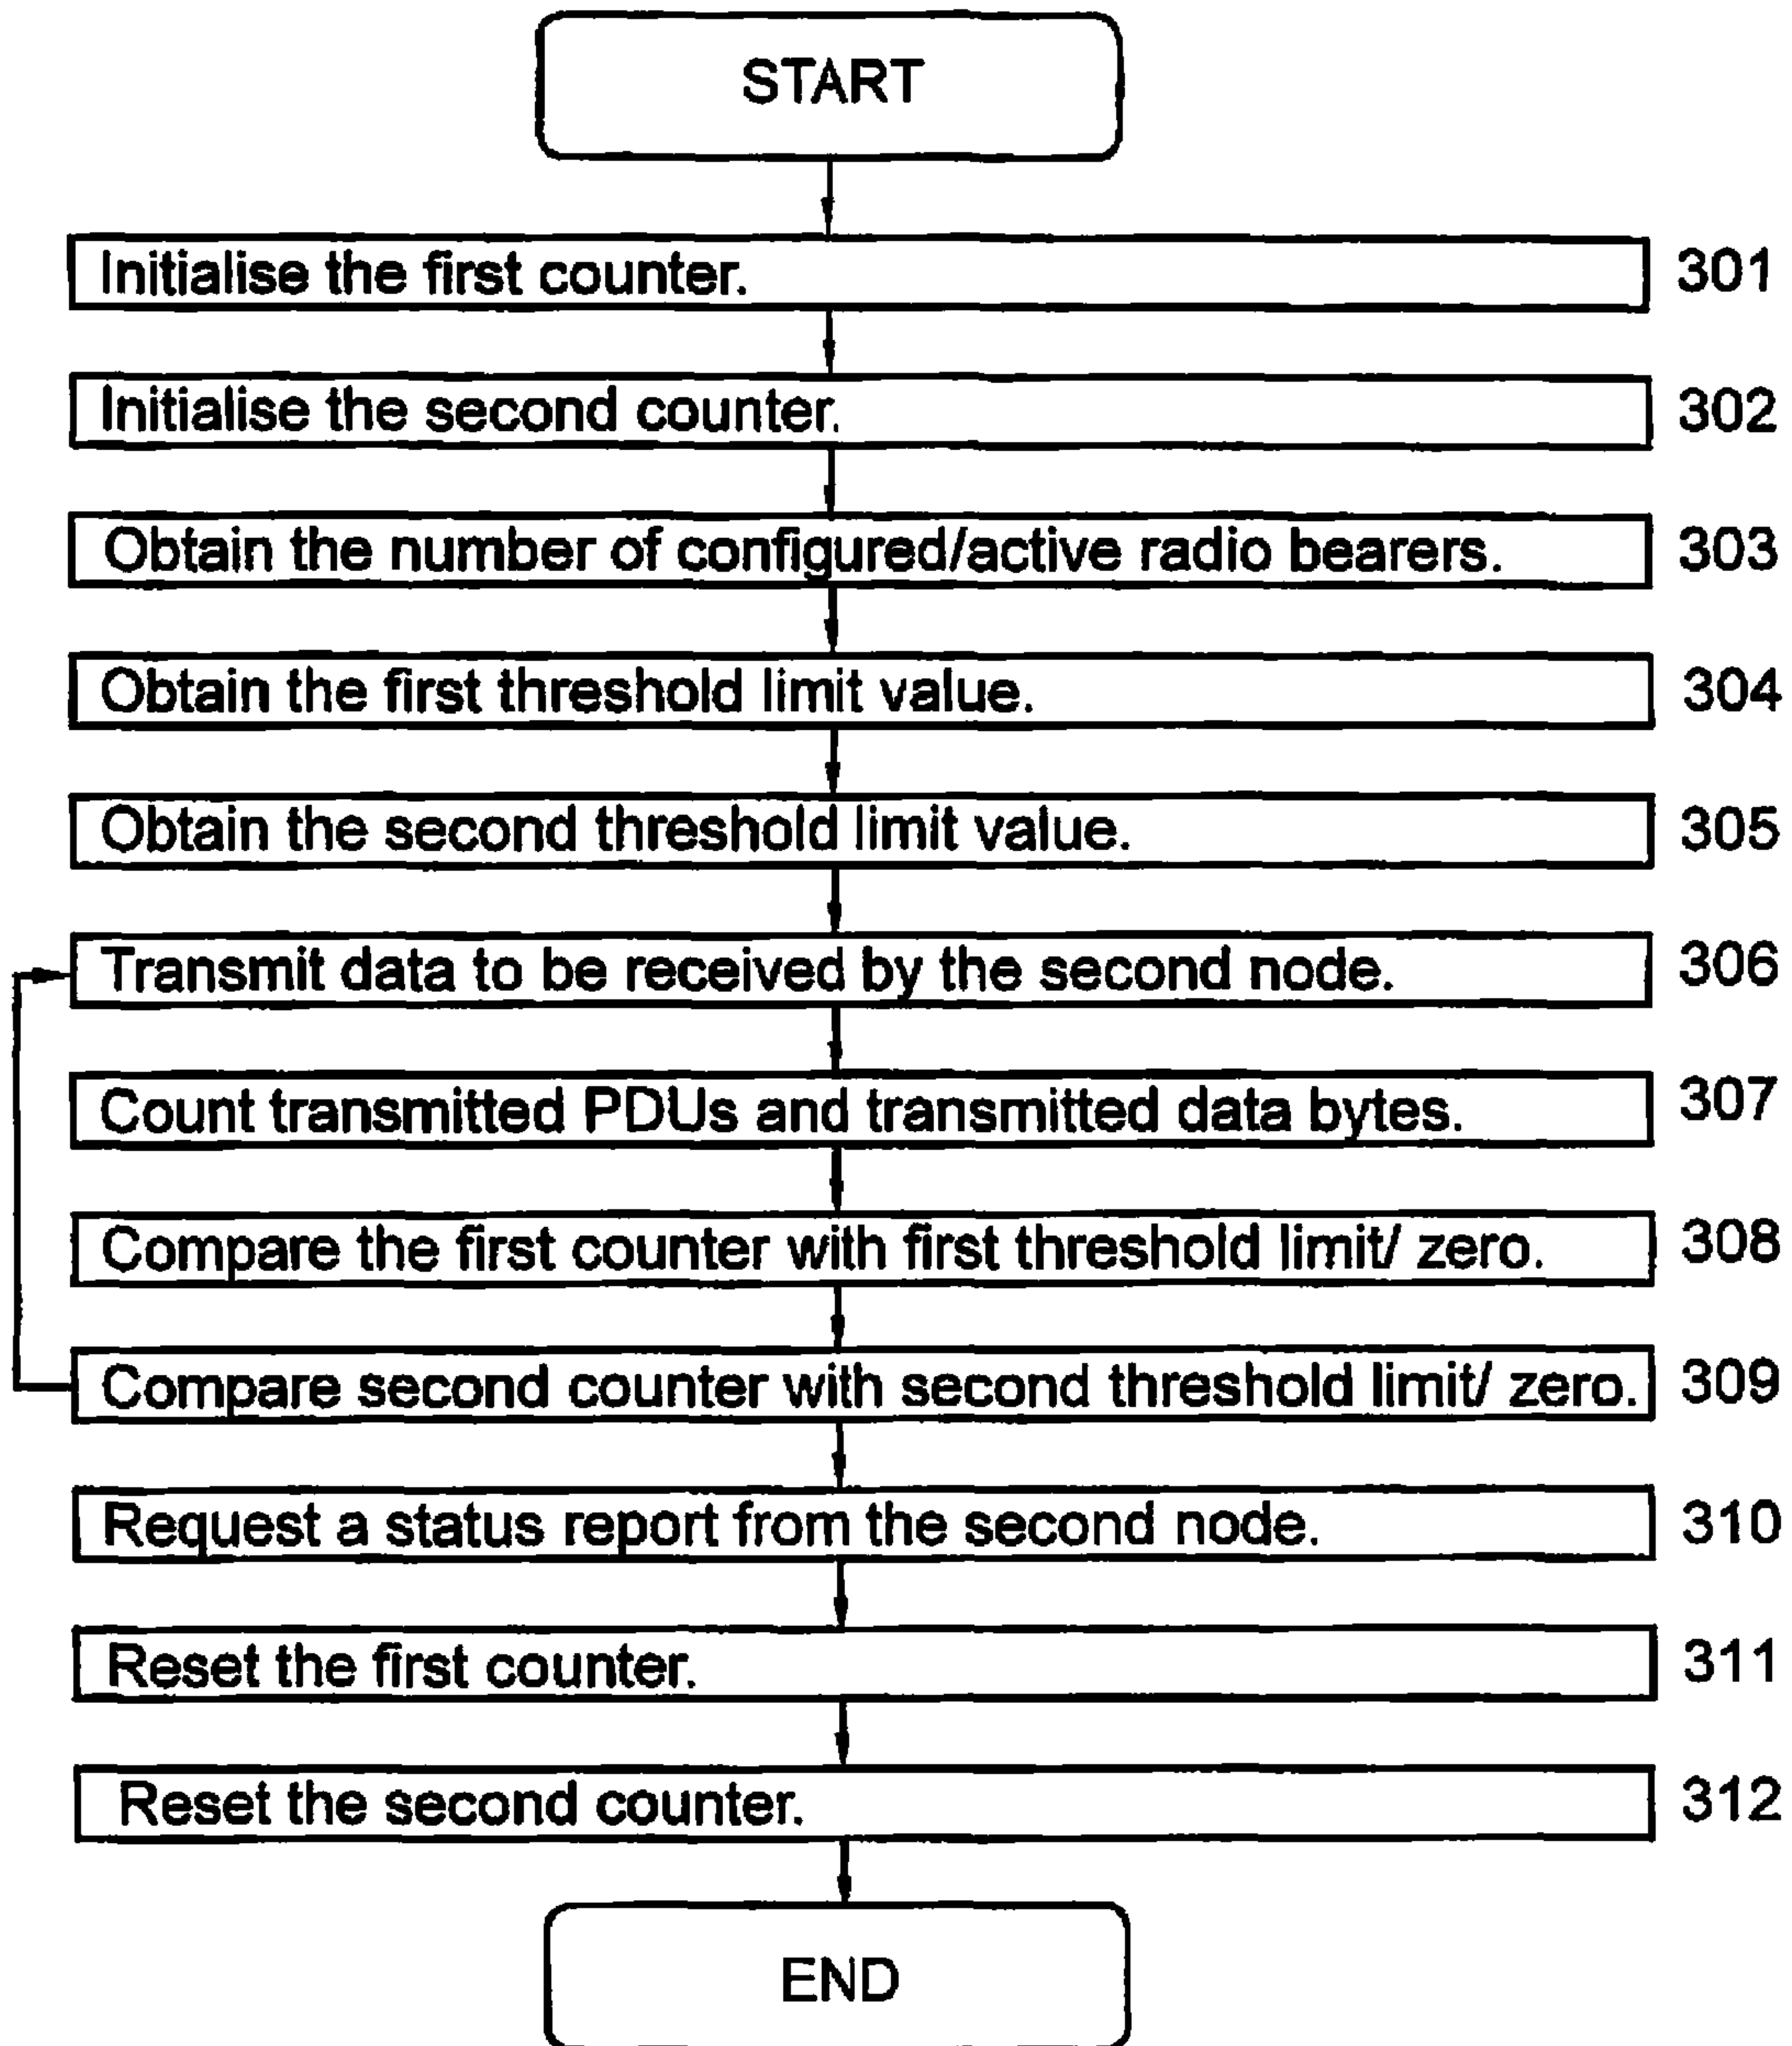 START
Initialise the first counter. 301
Initialise the second counter. 302
Obtain the number of configured/active radio bearers. 303
Obtain the first threshold limit value. 304
Obtain the second threshold limit value. 305
Transmit data to be received by the second node. 306
Count transmitted PDUs and transmitted data bytes. 307
Compare the first counter with first threshold limit/ zero. 308
Compare second counter with second threshold limit/ zero. 309
Request a status report from the second node. 310
Reset the first counter. 311
Reset the second counter. 312
END